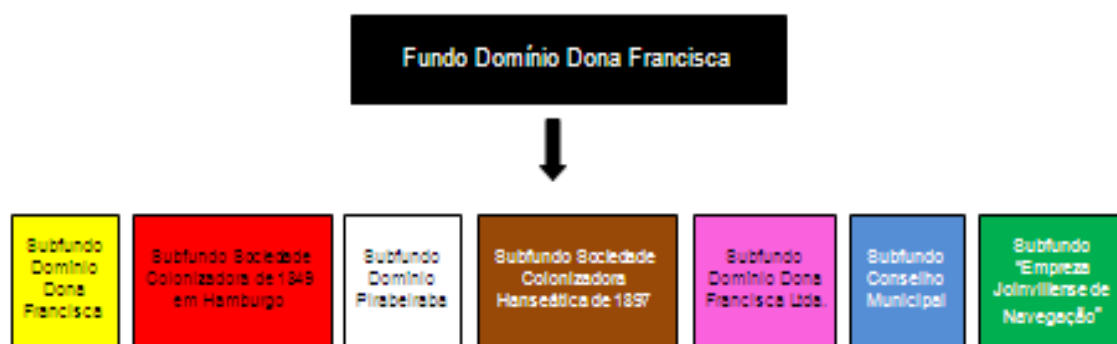 Fundo Domínio Dona Francisca
Subfundo
Domínio
Dona
Francisca
Subfundo Sociedade
Colonizadora de 1849
em Hamburgo
Subfundo
Domínio
Pirabeiraba
Subfundo Sociedade
Colonizadora
Hanseática de 1897
Subfundo
Domínio Dona
Francisca Ltda.
Subfundo
Conselho
Municipal
Subfundo
"Empreza
Joinvillense de
Navegação"